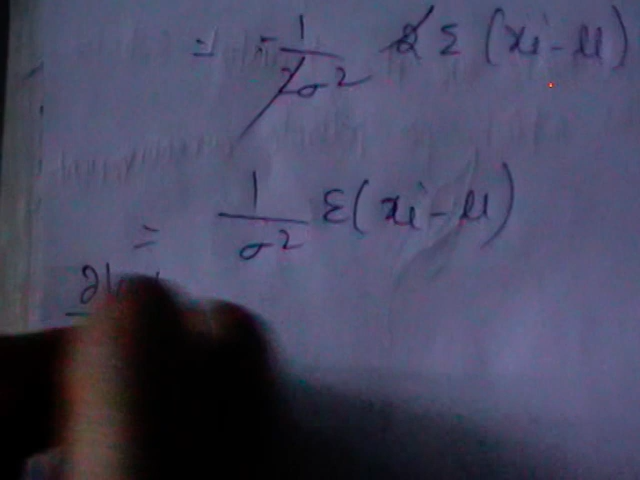 = - 1/2σ² 2 Σ (xi - μ)
= 1/σ² Σ(xi - μ)